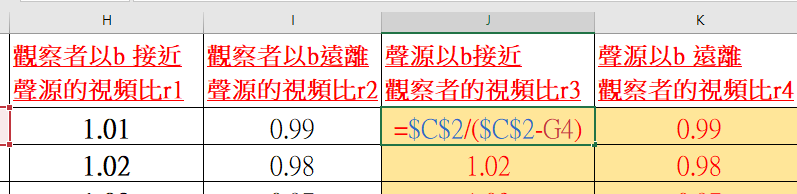 H I J K
觀察者以b 接近 觀察者以b遠離 聲源以b接近 聲源以b 遠離
聲源的視頻比r1 聲源的視頻比r2 觀察者的視頻比r3 觀察者的視頻比r4
1.01 0.99 =$C$2/($C$2-G4) 0.99
1.02 0.98 1.02 0.98